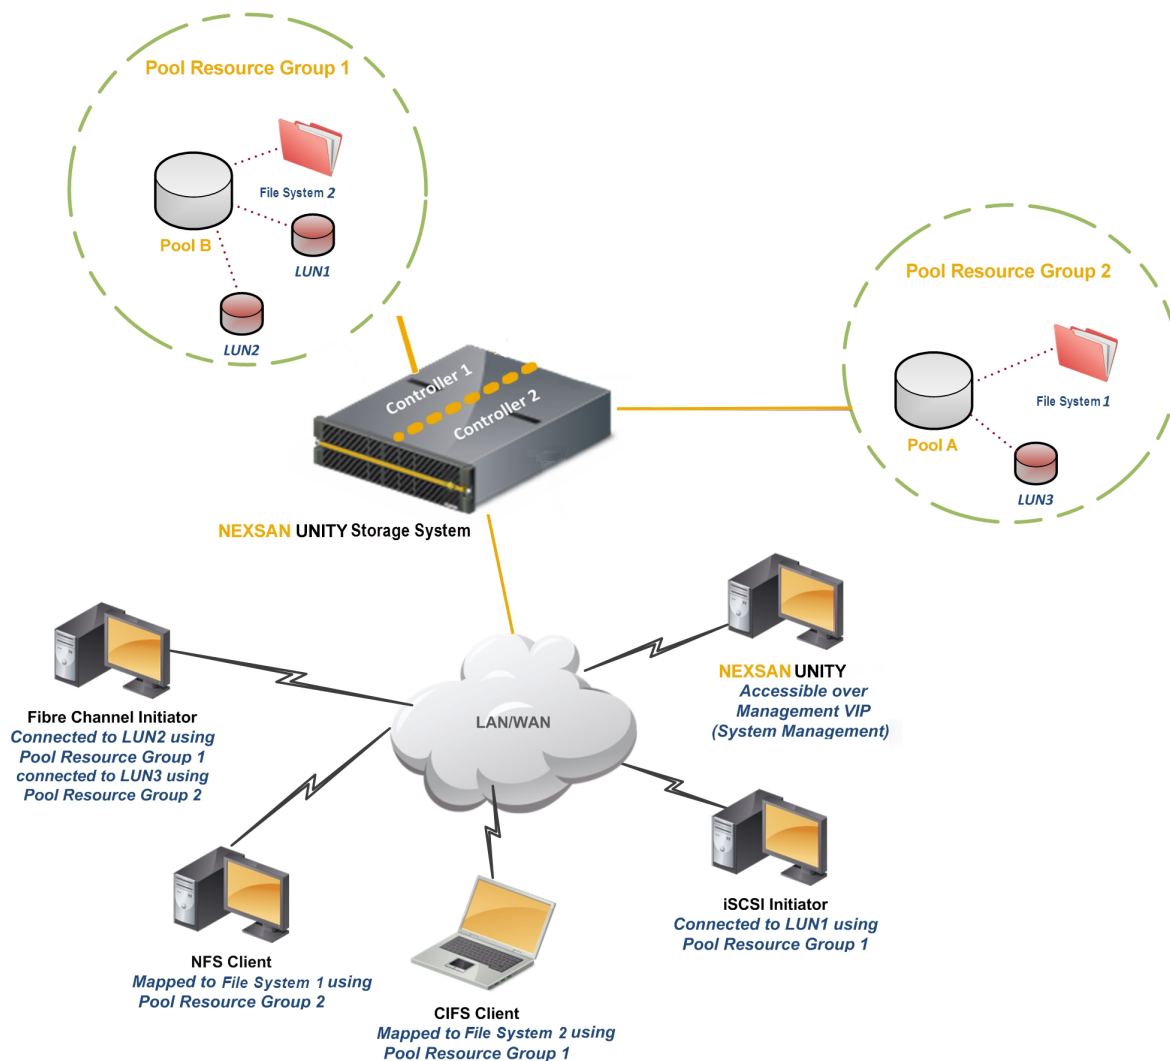 Pool Resource Group 1
File System 2
Pool B
LUN1
LUN2
Pool Resource Group 2
File System 1
Pool A
LUN3
Controller 1
Controller 2
NEXSAN UNITY Storage System
LAN/WAN
NEXSAN UNITY
Accessible over
Management VIP
(System Management)
Fibre Channel Initiator
Connected to LUN2 using
Pool Resource Group 1
connected to LUN3 using
Pool Resource Group 2
iSCSI Initiator
Connected to LUN1 using
Pool Resource Group 1
NFS Client
Mapped to File System 1 using
Pool Resource Group 2
CIFS Client
Mapped to File System 2 using
Pool Resource Group 1